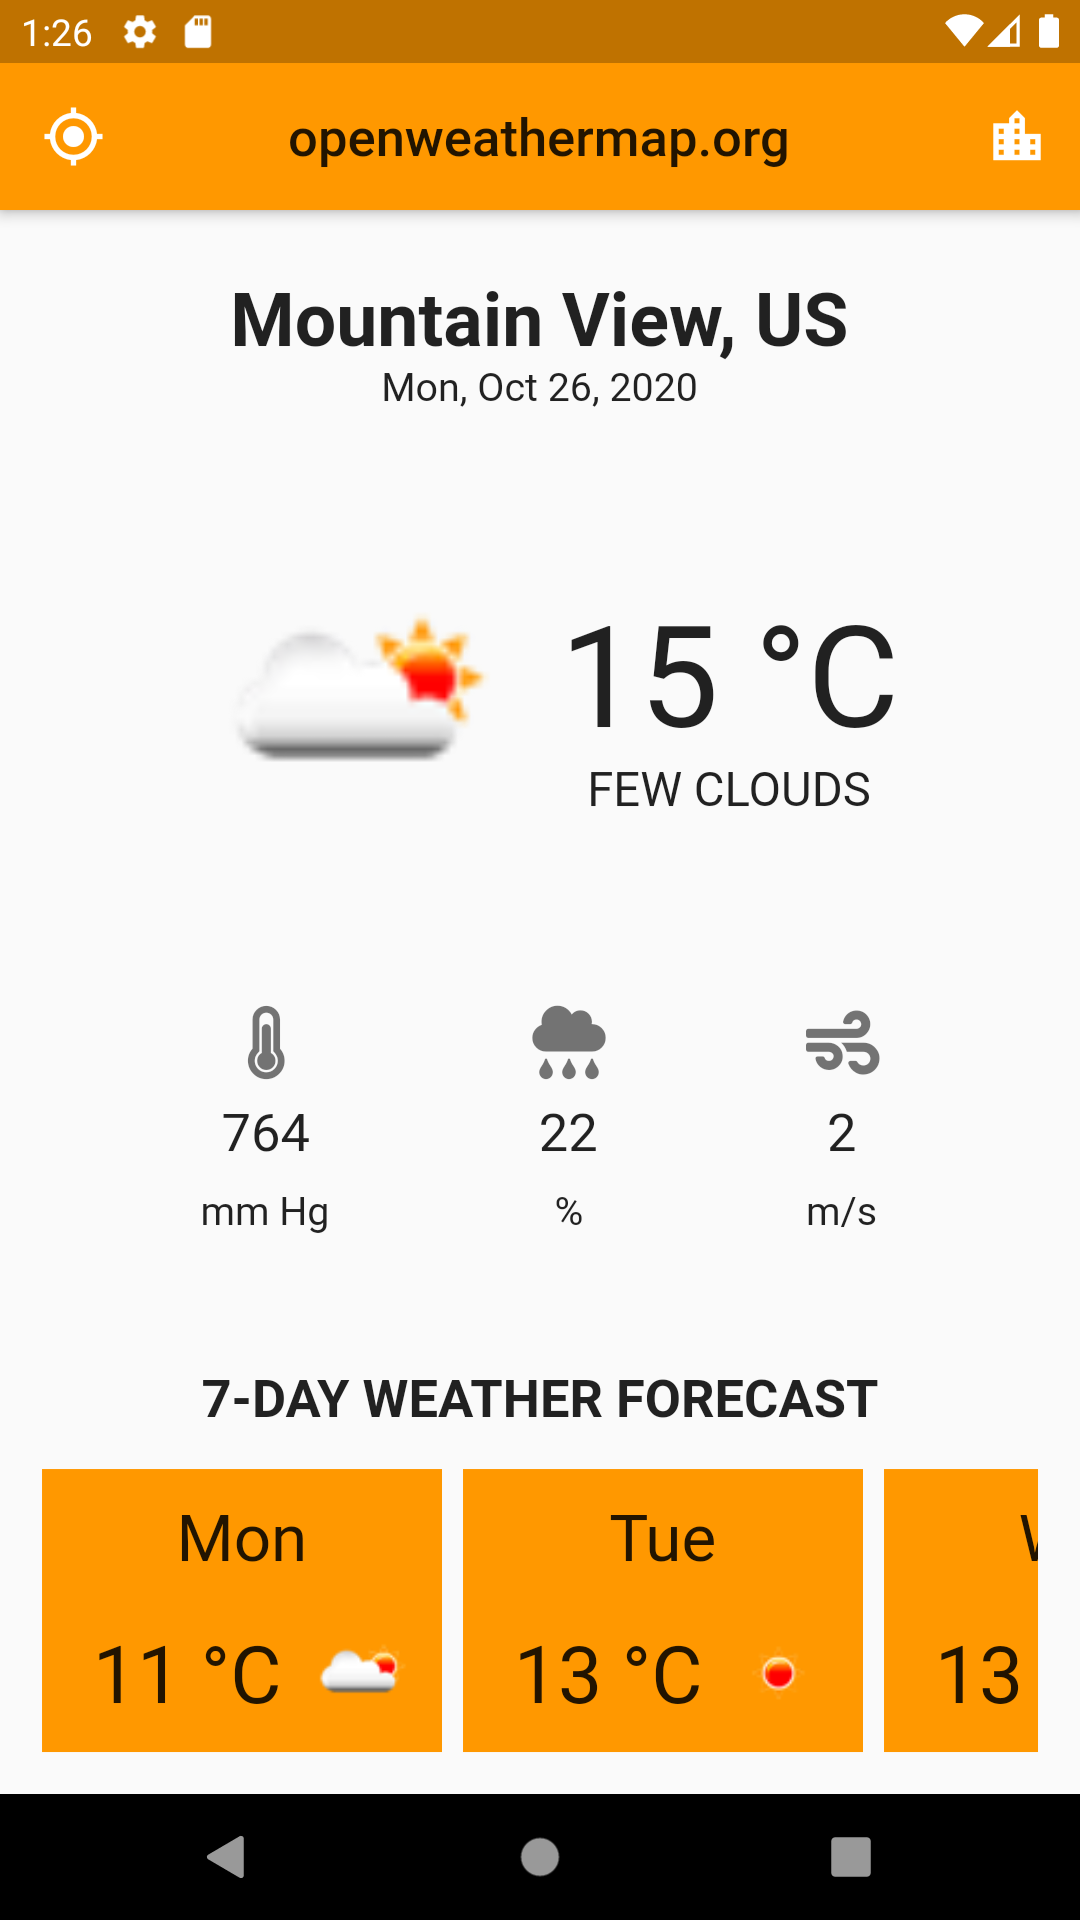 1:26
openweathermap.org
Mountain View, US
Mon, Oct 26, 2020
15 °C
FEW CLOUDS
764 22 2
mm Hg % m/s
7-DAY WEATHER FORECAST
Mon Tue
11 °C 13 °C 13